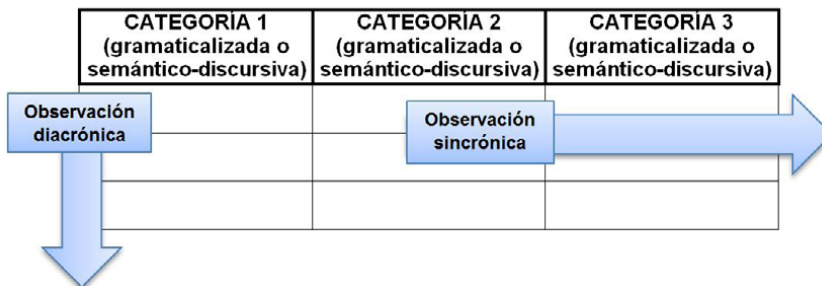 CATEGORÍA 1
(gramaticalizada o
semántico-discursiva)
CATEGORÍA 2
(gramaticalizada o
semántico-discursiva)
CATEGORÍA 3
(gramaticalizada o
semántico-discursiva)
Observación
diacrónica
Observación
sincrónica